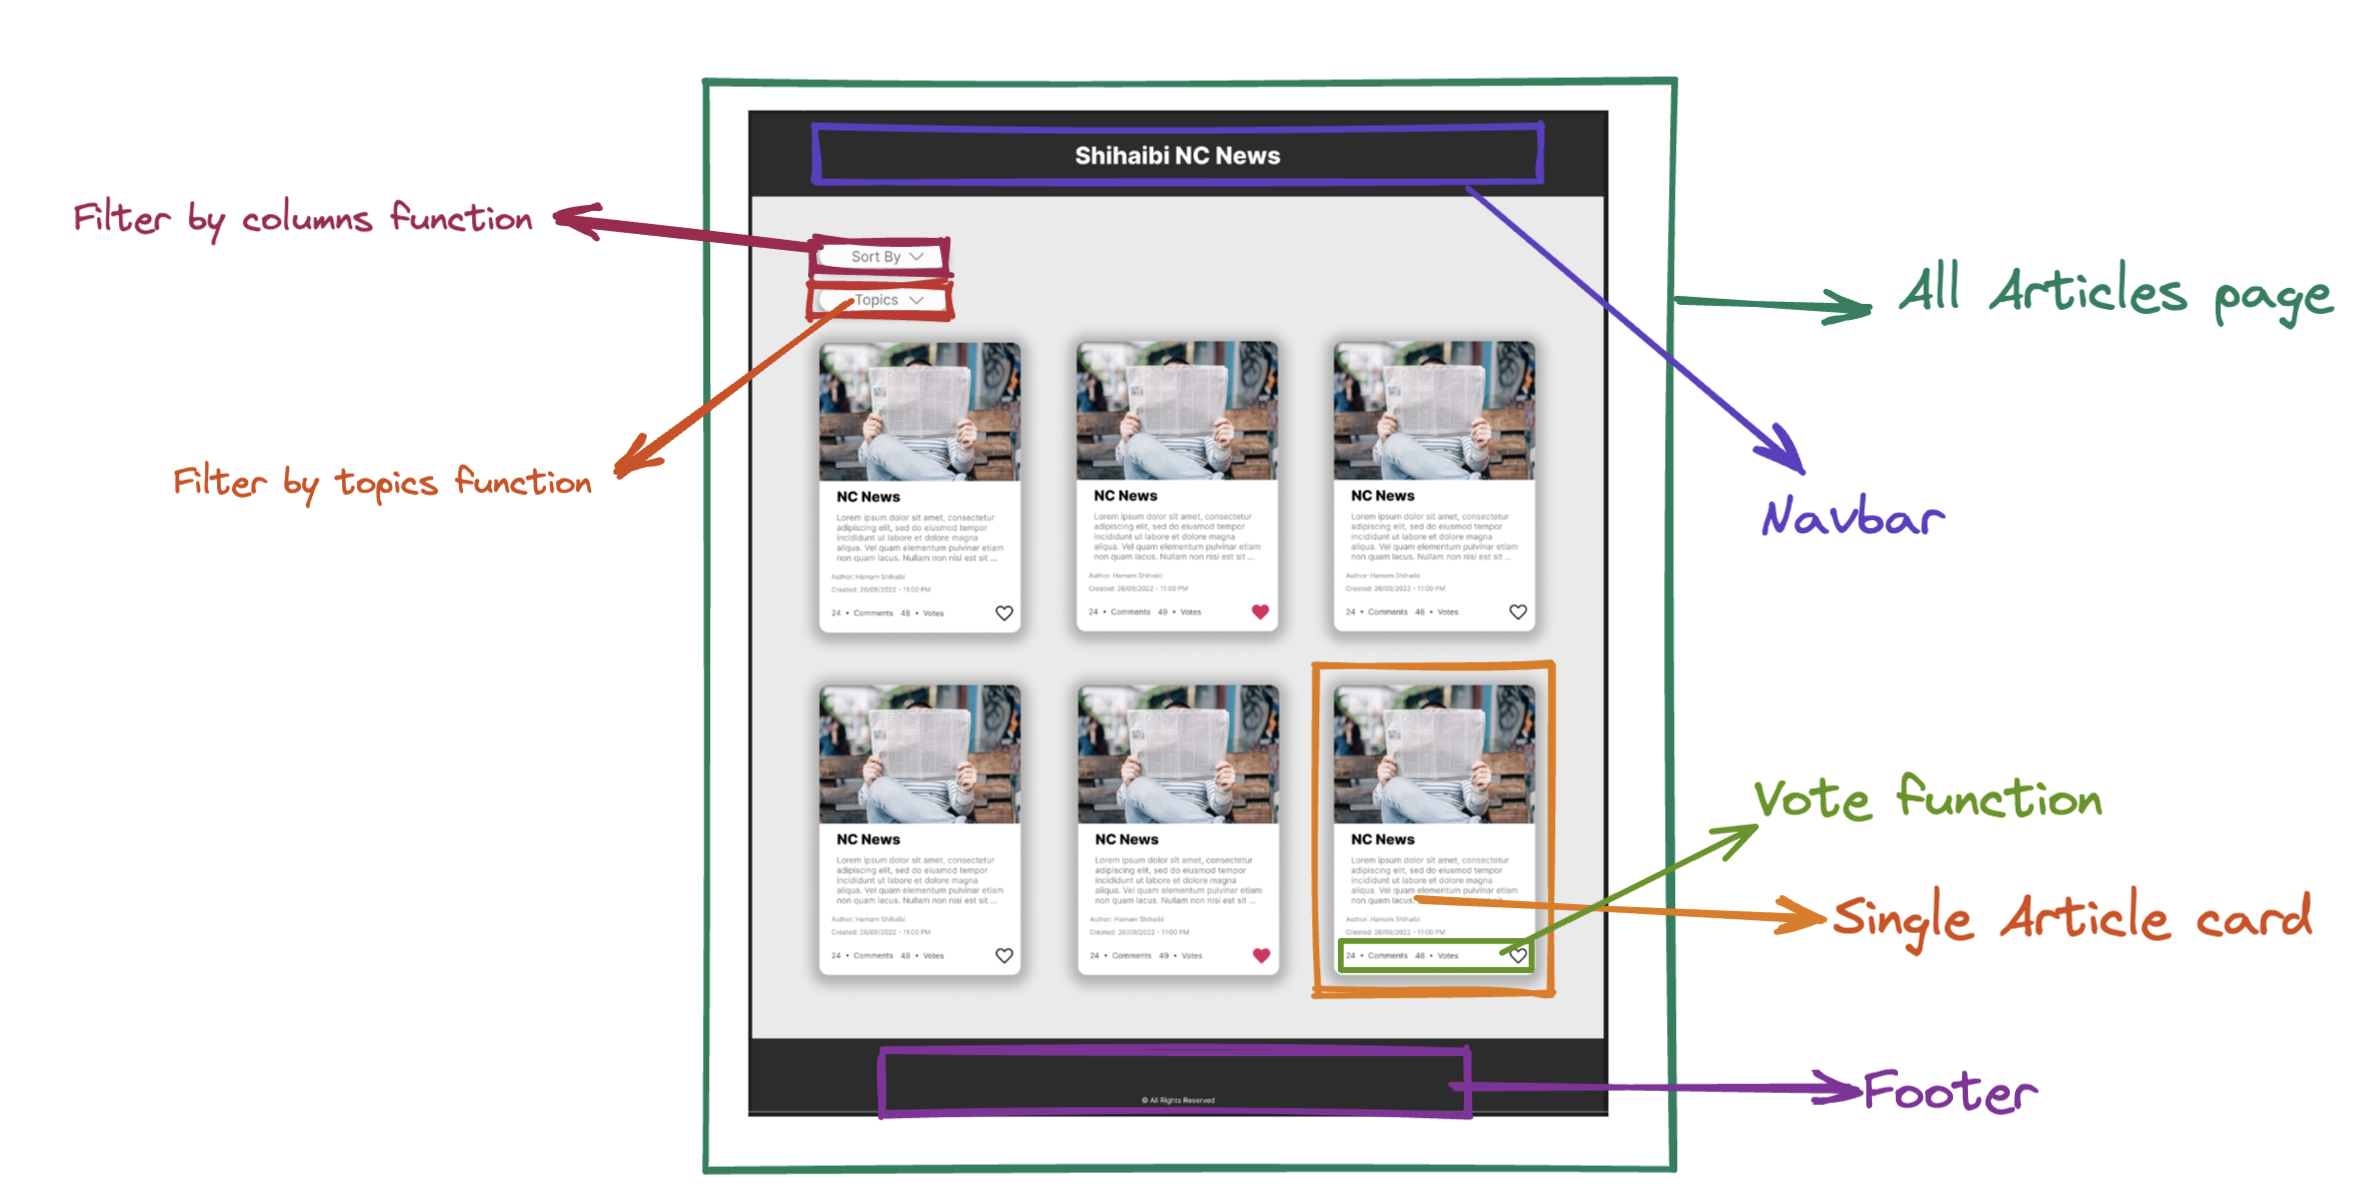 Shihaibi NC News
Filter by columns function
Sort By
Topics
All Articles page
Filter by topics function
Navbar
NC News
Lorem ipsum dolor sit amet, consectetur
adipiscing elit, sed do eiusmod tempor
incididunt ut labore et dolore magna
aliqua. Vel quam elementum pulvinar etiam
non quam lacus. Nullam non nisi est sit ...
Author: Hamam Shihaibi
Created: 26/09/2022 - 11:00 PM
24 • Comments 48 • Votes
NC News
Lorem ipsum dolor sit amet, consectetur
adipiscing elit, sed do eiusmod tempor
incididunt ut labore et dolore magna
aliqua. Vel quam elementum pulvinar etiam
non quam lacus. Nullam non nisi est sit ...
Author: Hamam Shihaibi
Created: 26/09/2022 - 11:00 PM
24 • Comments 49 • Votes
NC News
Lorem ipsum dolor sit amet, consectetur
adipiscing elit, sed do eiusmod tempor
incididunt ut labore et dolore magna
aliqua. Vel quam elementum pulvinar etiam
non quam lacus. Nullam non nisi est sit ...
Author: Hamam Shihaibi
Created: 26/09/2022 - 11:00 PM
24 • Comments 48 • Votes
NC News
Lorem ipsum dolor sit amet, consectetur
adipiscing elit, sed do eiusmod tempor
incididunt ut labore et dolore magna
aliqua. Vel quam elementum pulvinar etiam
non quam lacus. Nullam non nisi est sit ...
Author: Hamam Shihaibi
Created: 26/09/2022 - 11:00 PM
24 • Comments 48 • Votes
NC News
Lorem ipsum dolor sit amet, consectetur
adipiscing elit, sed do eiusmod tempor
incididunt ut labore et dolore magna
aliqua. Vel quam elementum pulvinar etiam
non quam lacus. Nullam non nisi est sit ...
Author: Hamam Shihaibi
Created: 26/09/2022 - 11:00 PM
24 • Comments 49 • Votes
NC News
Lorem ipsum dolor sit amet, consectetur
adipiscing elit, sed do eiusmod tempor
incididunt ut labore et dolore magna
aliqua. Vel quam elementum pulvinar etiam
non quam lacus.
Author: Hamam Shihaibi
Created: 26/09/2022 - 11:00 PM
24 • Comments 48 • Votes
Vote function
Single Article card
© All Rights Reserved
Footer